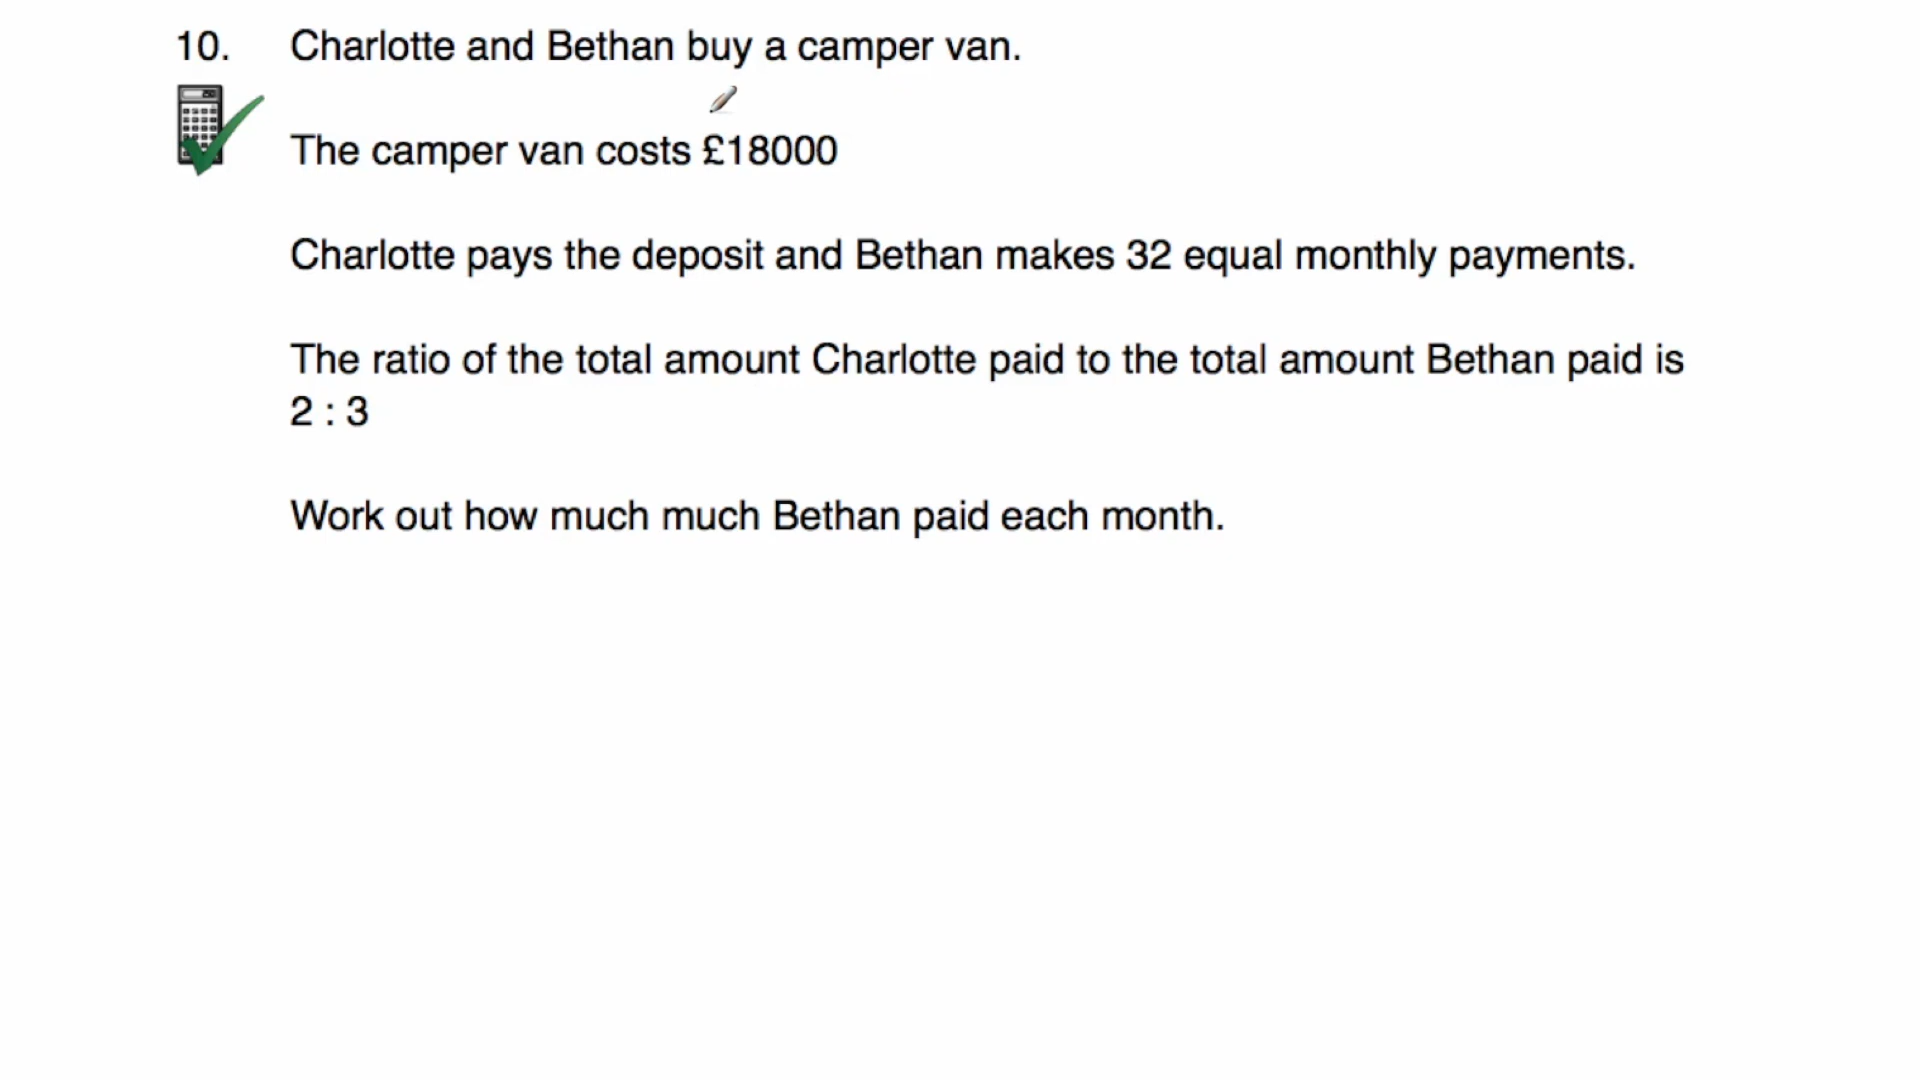 10. Charlotte and Bethan buy a camper van.
The camper van costs £18000
Charlotte pays the deposit and Bethan makes 32 equal monthly payments.
The ratio of the total amount Charlotte paid to the total amount Bethan paid is
2 : 3
Work out how much much Bethan paid each month.